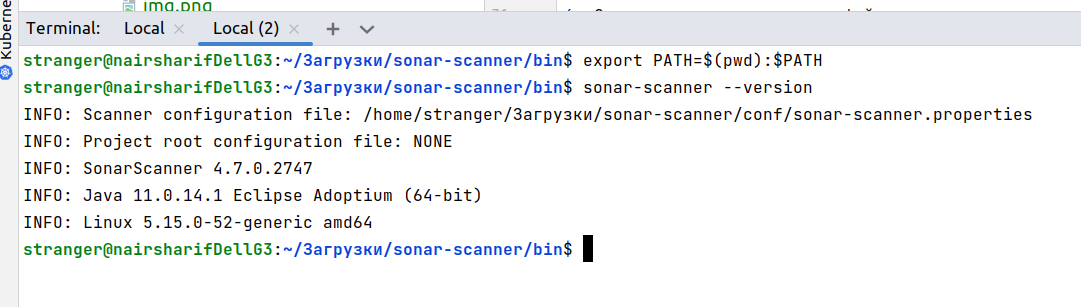 img.png
Kuberne
Terminal: Local × Local (2) × +
stranger@nairsharifDellG3:~/Загрузки/sonar-scanner/bin$ export PATH=$(pwd):$PATH
stranger@nairsharifDellG3:~/Загрузки/sonar-scanner/bin$ sonar-scanner --version
INFO: Scanner configuration file: /home/stranger/Загрузки/sonar-scanner/conf/sonar-scanner.properties
INFO: Project root configuration file: NONE
INFO: SonarScanner 4.7.0.2747
INFO: Java 11.0.14.1 Eclipse Adoptium (64-bit)
INFO: Linux 5.15.0-52-generic amd64
stranger@nairsharifDellG3:~/Загрузки/sonar-scanner/bin$